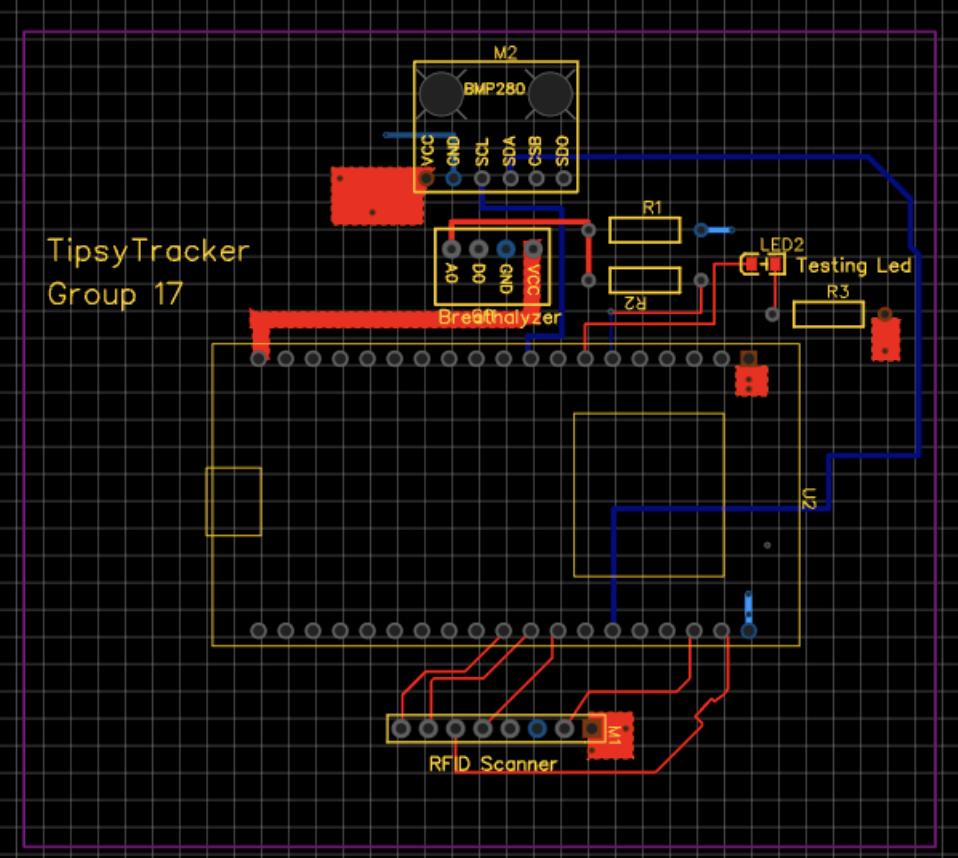 M2
BMP280
VCC
GND
SCL
SDA
CSB
SDO
R1
TipsyTracker
Group 17
A0
D0
GND
VCC
LED2
Testing Led
R2
R3
Breathalyzer
U2
M1
RFID Scanner